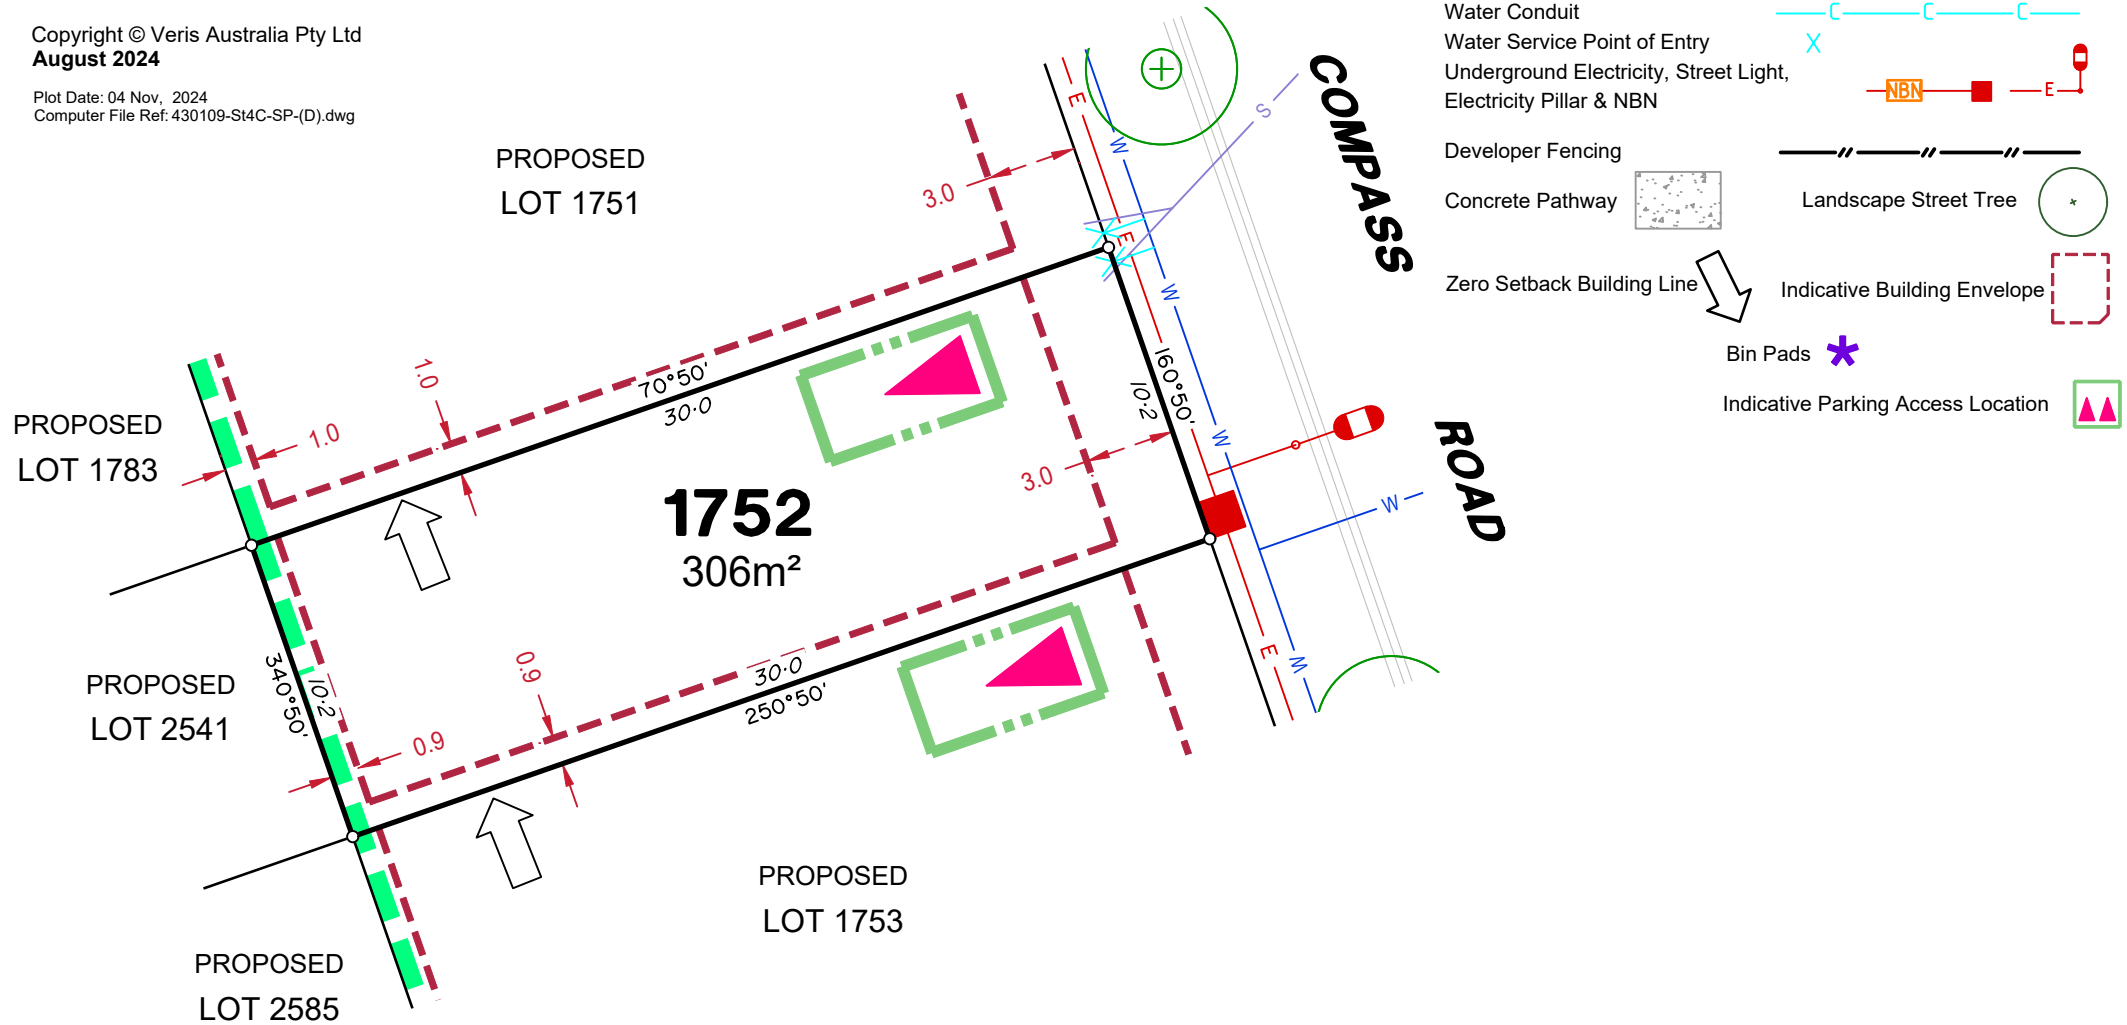 Copyright © Veris Australia Pty Ltd
August 2024
Plot Date: 04 Nov, 2024
Computer File Ref: 430109-St4C-SP-(D).dwg
Water Conduit
C C C
Water Service Point of Entry
Underground Electricity, Street Light,
Electricity Pillar & NBN
NBN
E
Developer Fencing
Concrete Pathway
Landscape Street Tree
Zero Setback Building Line
Indicative Building Envelope
Bin Pads
Indicative Parking Access Location
PROPOSED
LOT 1751
3.0
E
W
S
COMPASS
E
W
1.0
1.0
70°50'
30·0
160°50'
10·2
W
PROPOSED
LOT 1783
3.0
ROAD
W
1752
306m²
PROPOSED
LOT 2541
340°50'
10·2
0.9
0.9
30·0
250°50'
E
W
PROPOSED
LOT 1753
PROPOSED
LOT 2585